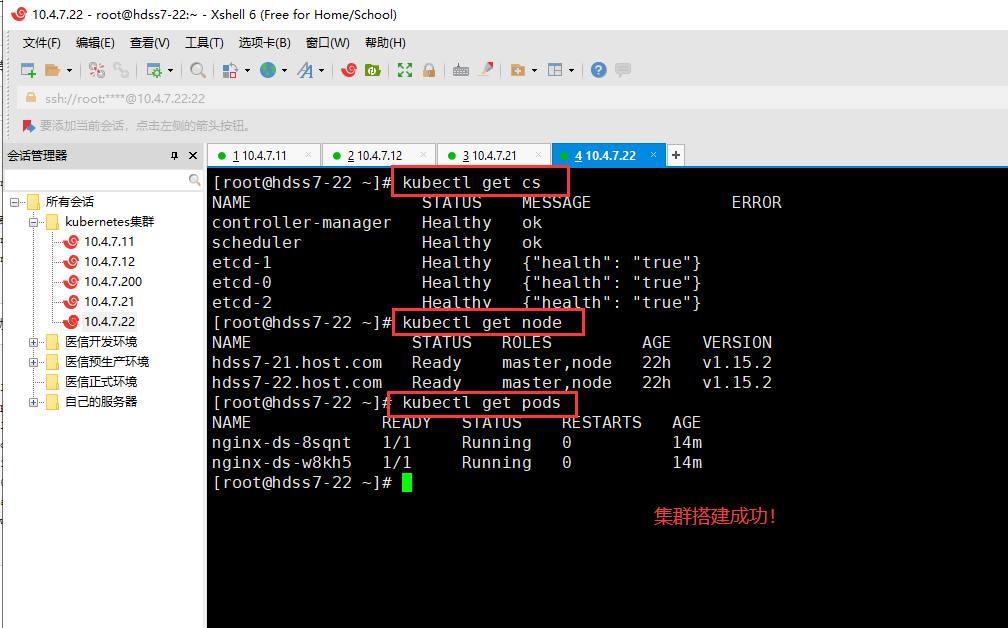 10.4.7.22 - root@hdss7-22:~ - Xshell 6 (Free for Home/School)
文件(F) 编辑(E) 查看(V) 工具(T) 选项卡(B) 窗口(W) 帮助(H)
ssh://root:****@10.4.7.22:22
要添加当前会话，点击左侧的箭头按钮。
会话管理器
所有会话
kubernetes集群
10.4.7.11
10.4.7.12
10.4.7.200
10.4.7.21
10.4.7.22
医信开发环境
医信预生产环境
医信正式环境
自己的服务器
1 10.4.7.11 2 10.4.7.12 3 10.4.7.21 4 10.4.7.22
[root@hdss7-22 ~]# kubectl get cs
NAME STATUS MESSAGE ERROR
controller-manager Healthy ok
scheduler Healthy ok
etcd-1 Healthy {"health": "true"}
etcd-0 Healthy {"health": "true"}
etcd-2 Healthy {"health": "true"}
[root@hdss7-22 ~]# kubectl get node
NAME STATUS ROLES AGE VERSION
hdss7-21.host.com Ready master,node 22h v1.15.2
hdss7-22.host.com Ready master,node 22h v1.15.2
[root@hdss7-22 ~]# kubectl get pods
NAME READY STATUS RESTARTS AGE
nginx-ds-8sqnt 1/1 Running 0 14m
nginx-ds-w8kh5 1/1 Running 0 14m
[root@hdss7-22 ~]#
集群搭建成功！